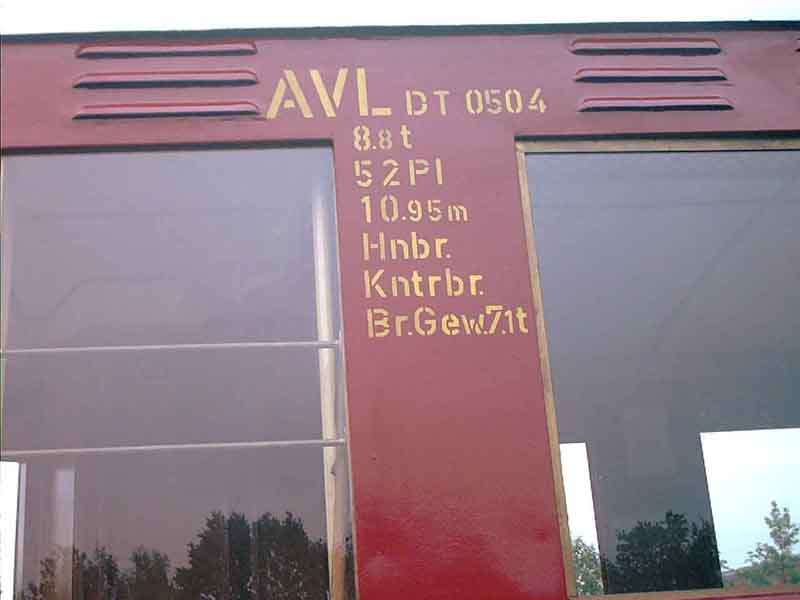 AVL DT 0504
8.8 t
52 Pl
10.95 m
Hnbr.
Kntrbr.
Br.Gew.7.1t